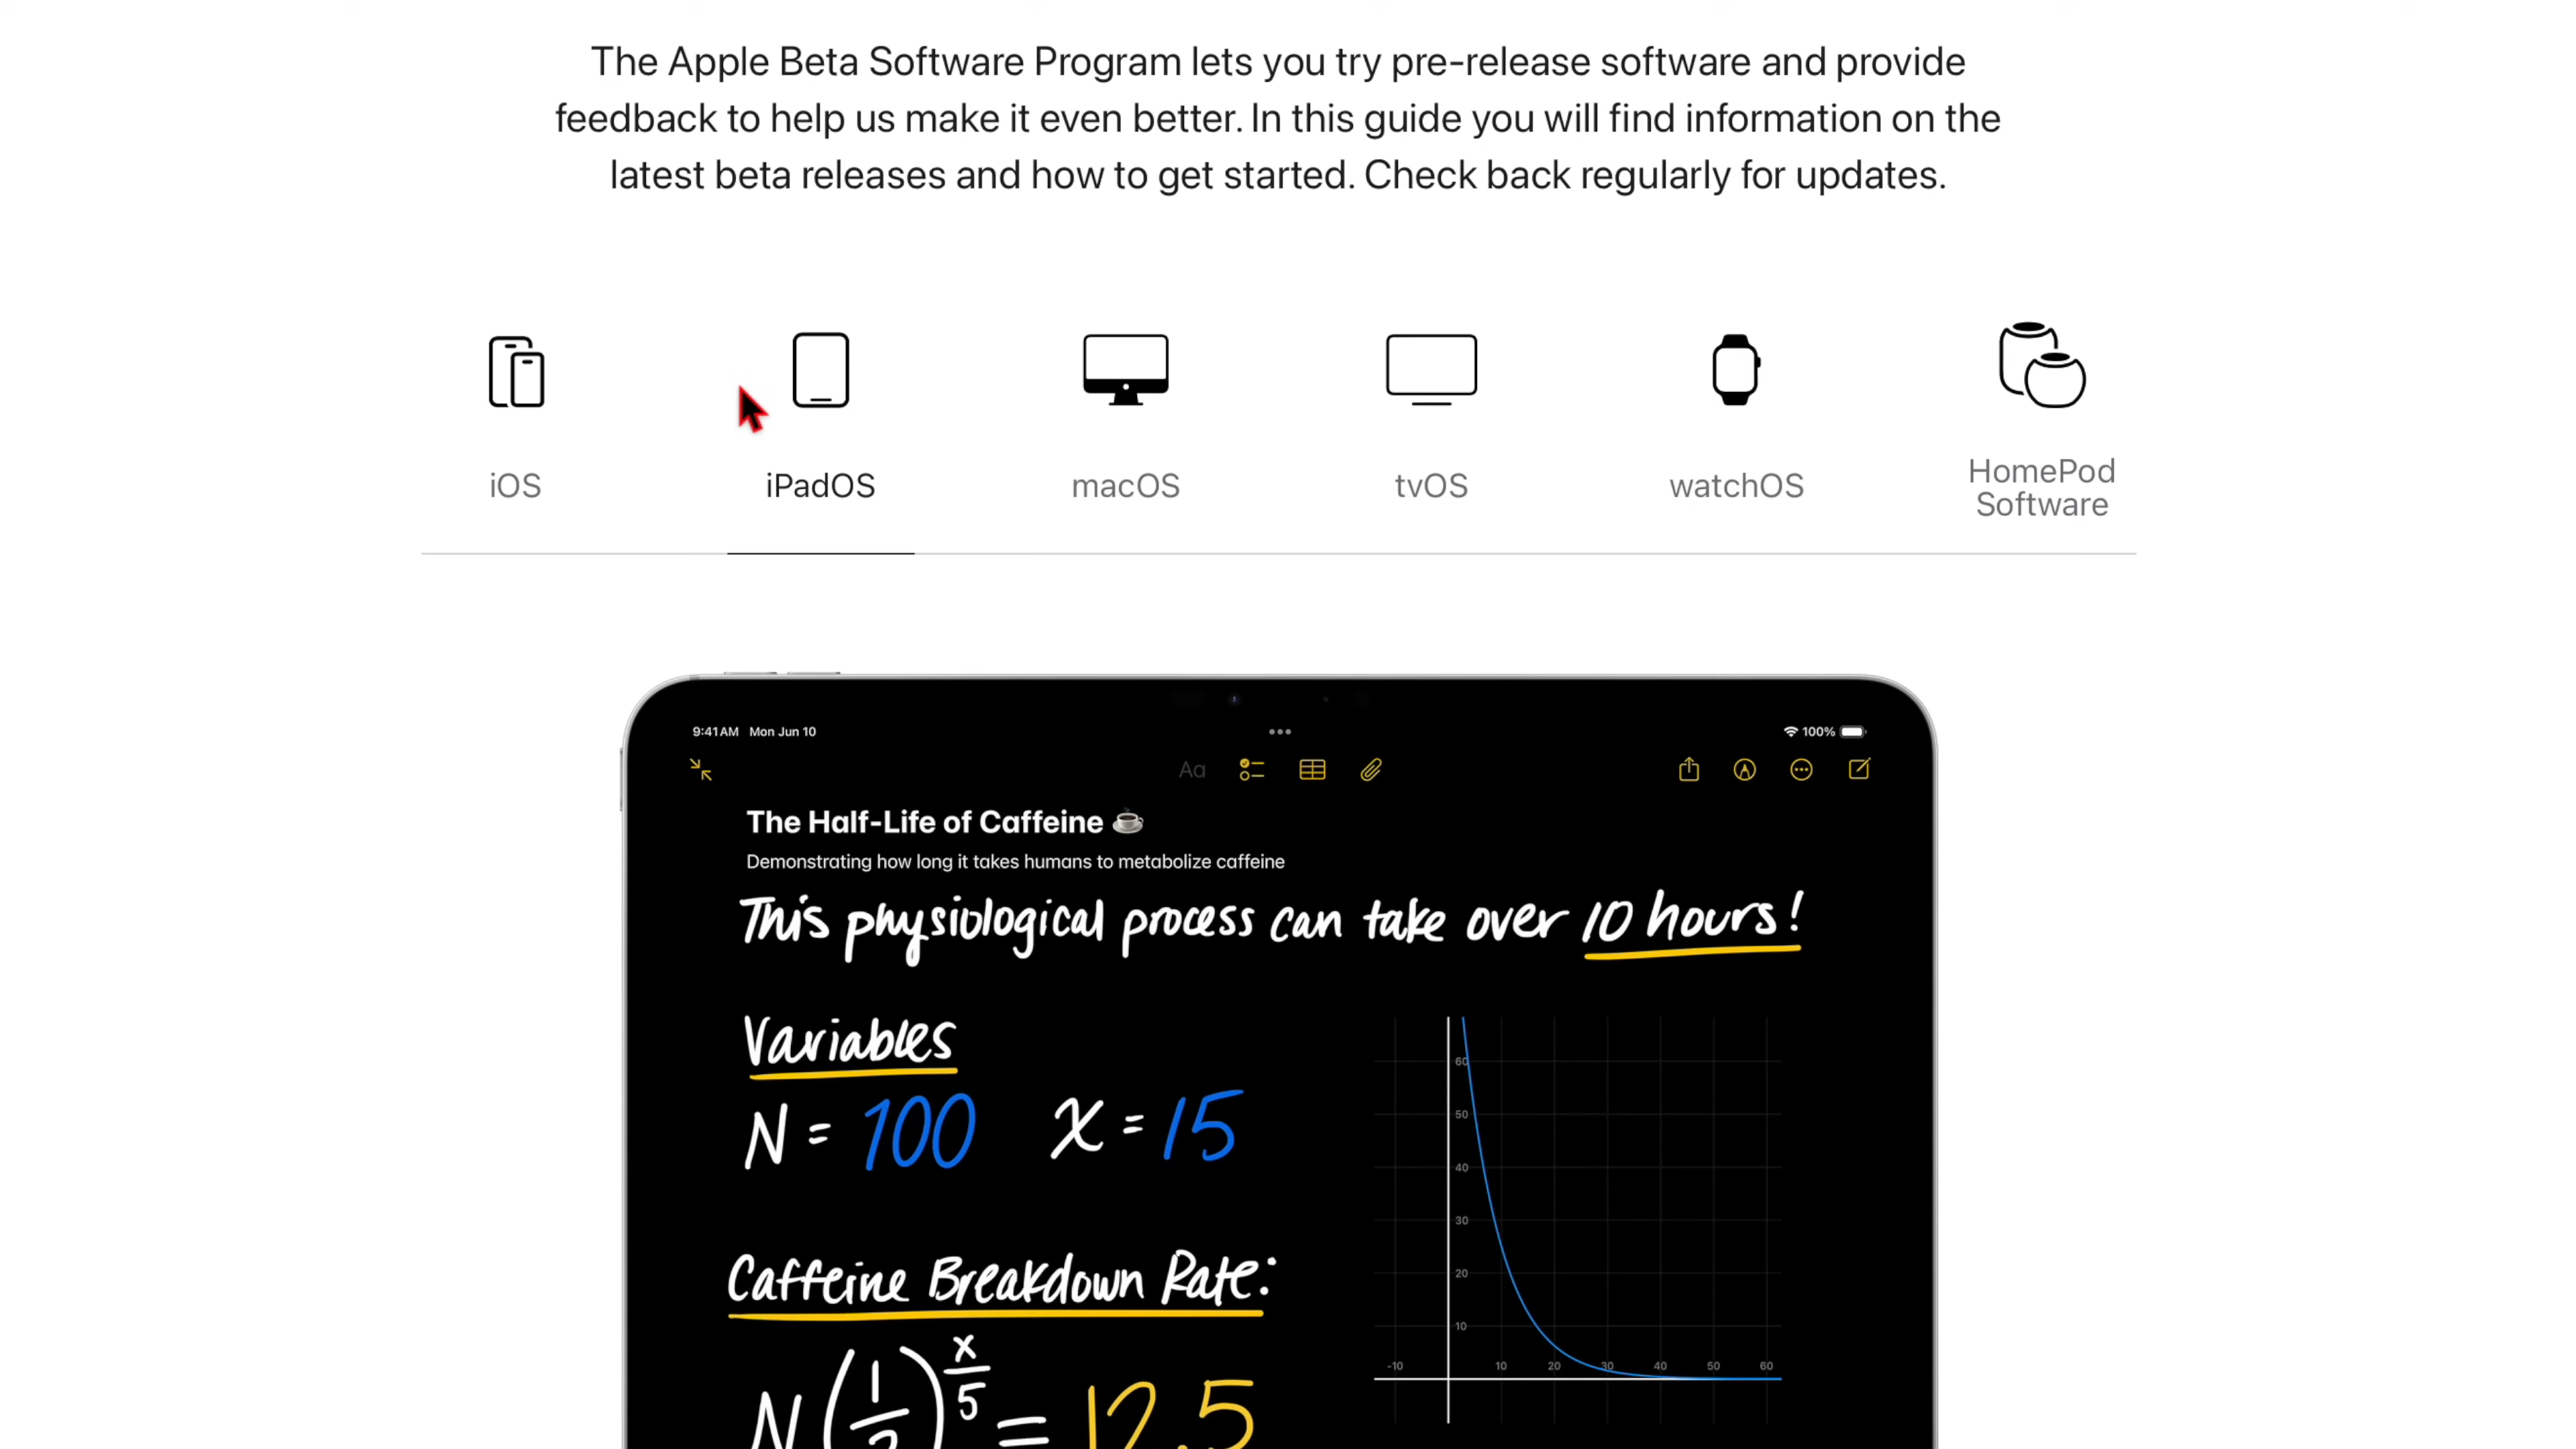 The Apple Beta Software Program lets you try pre-release software and provide
feedback to help us make it even better. In this guide you will find information on the
latest beta releases and how to get started. Check back regularly for updates.
iOS
iPadOS
macOS
tvOS
watchOS
HomePod
Software
9:41 AM Mon Jun 10
100%
Aa
The Half-Life of Caffeine ☕
Demonstrating how long it takes humans to metabolize caffeine
This physiological process can take over 10 hours!
Variables
N = 100 x = 15
60
50
40
30
20
10
-10 10 20 30 40 50 60
Caffeine Breakdown Rate:
N(1/2)^x/5 = 12.5